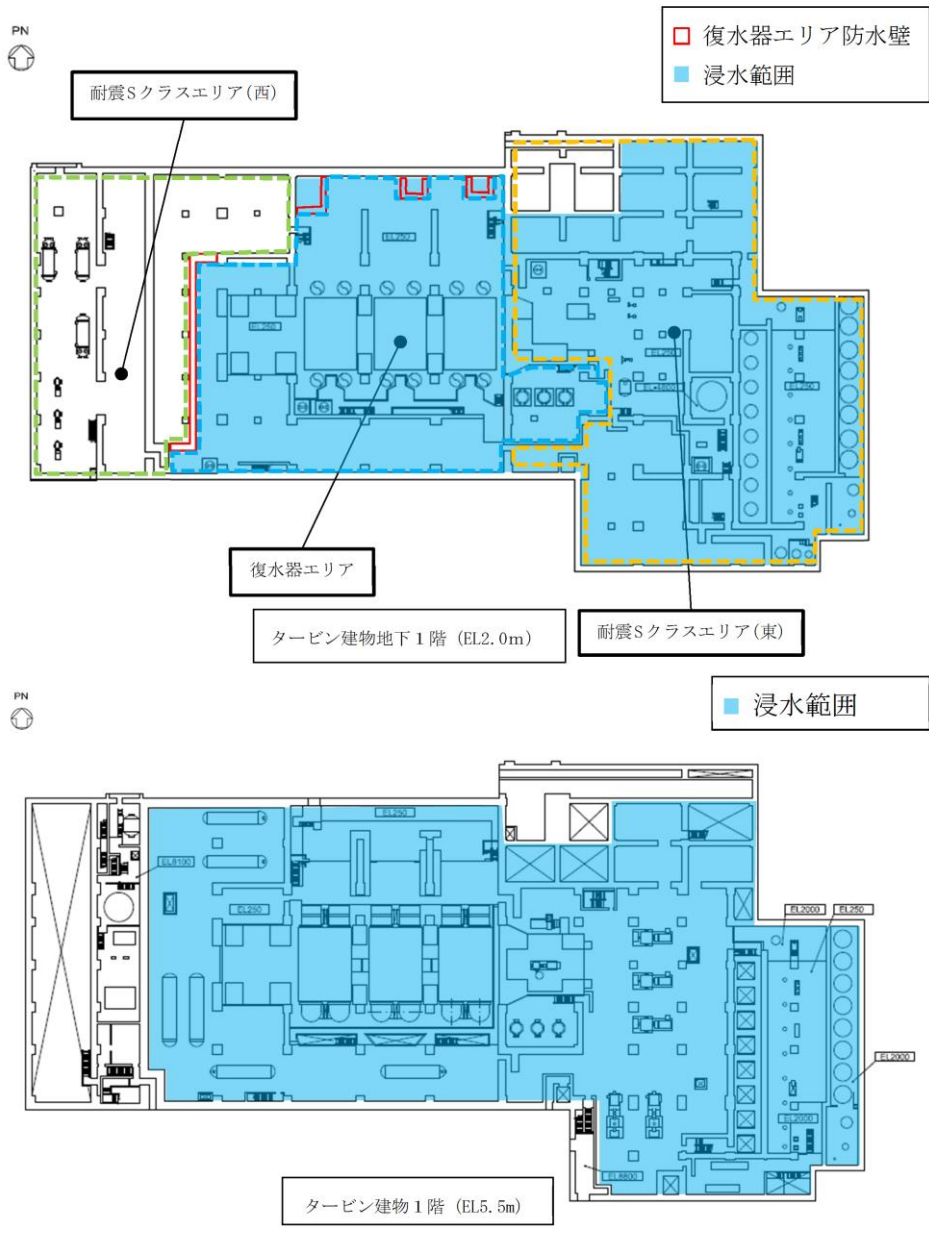 PN
復水器エリア防水壁
浸水範囲
耐震Sクラスエリア(西)
EL250
EL250
EL250
EL250
復水器エリア
耐震Sクラスエリア(東)
タービン建物地下1階 (EL2.0m)
PN
浸水範囲
EL250
EL8100
EL250
EL2000
EL250
EL2000
EL2000
EL8800
タービン建物1階 (EL5.5m)